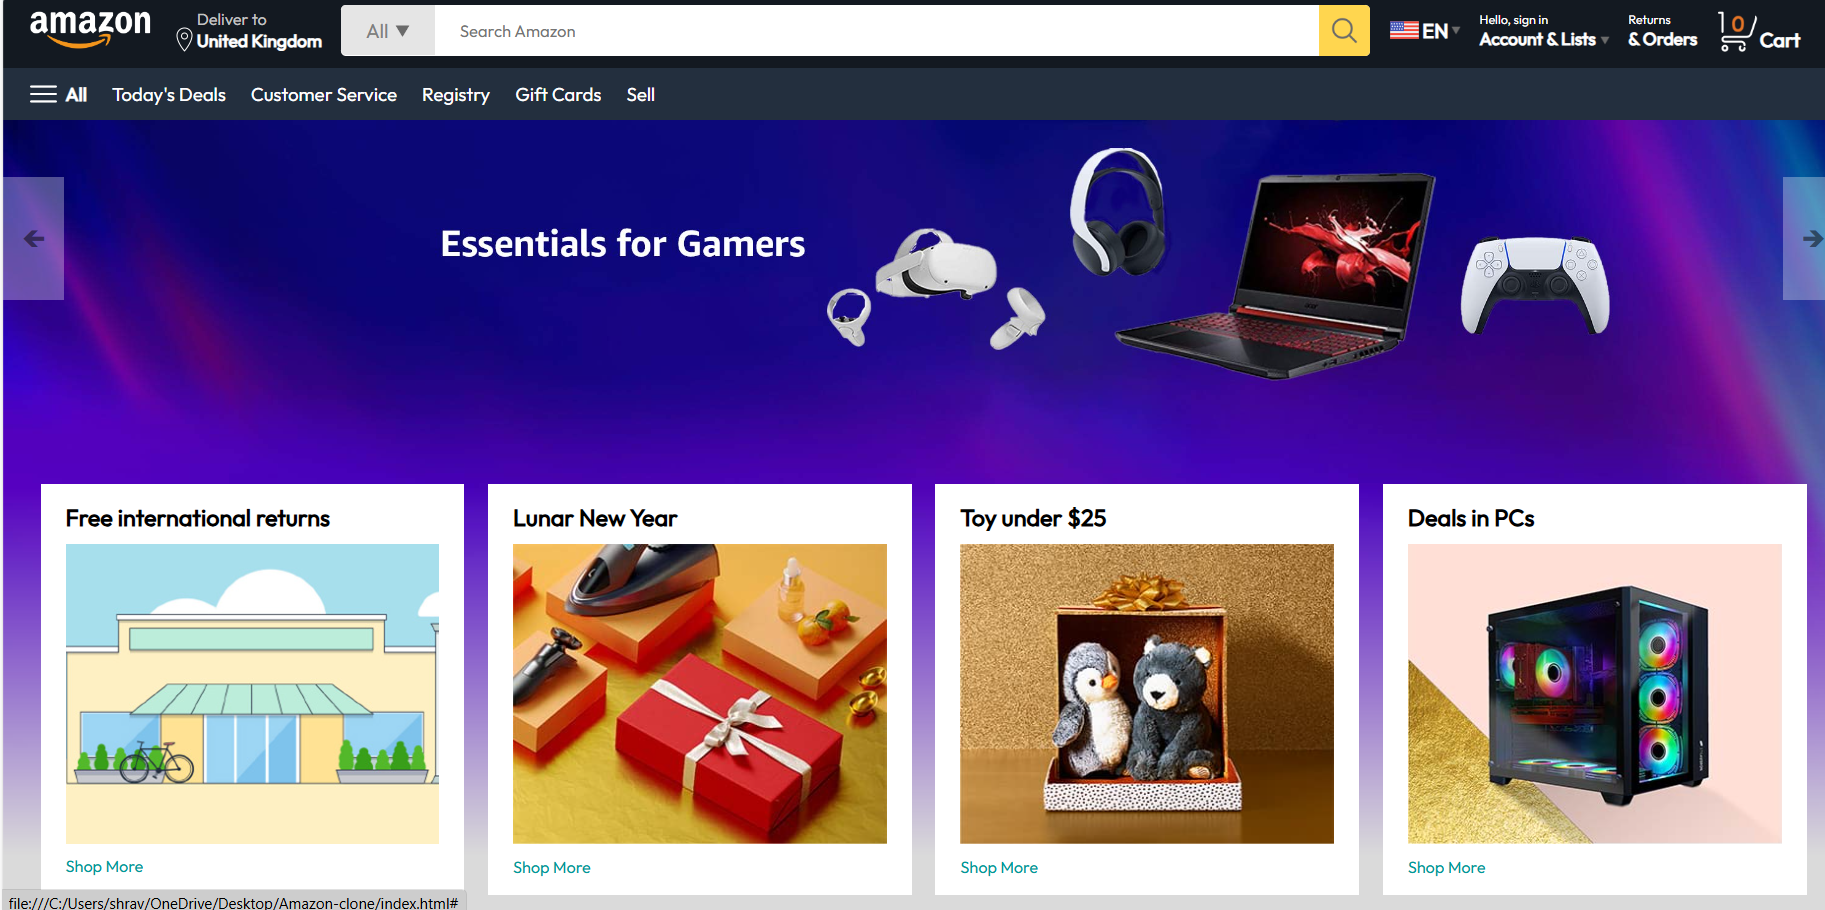 amazon
Deliver to
United Kingdom
All
Search Amazon
EN
Hello, sign in
Account & Lists
Returns
& Orders
0
Cart
All
Today's Deals
Customer Service
Registry
Gift Cards
Sell
Essentials for Gamers
Free international returns
Lunar New Year
Toy under $25
Deals in PCs
Shop More
Shop More
Shop More
Shop More
file:///C:/Users/shrav/OneDrive/Desktop/Amazon-clone/index.html#